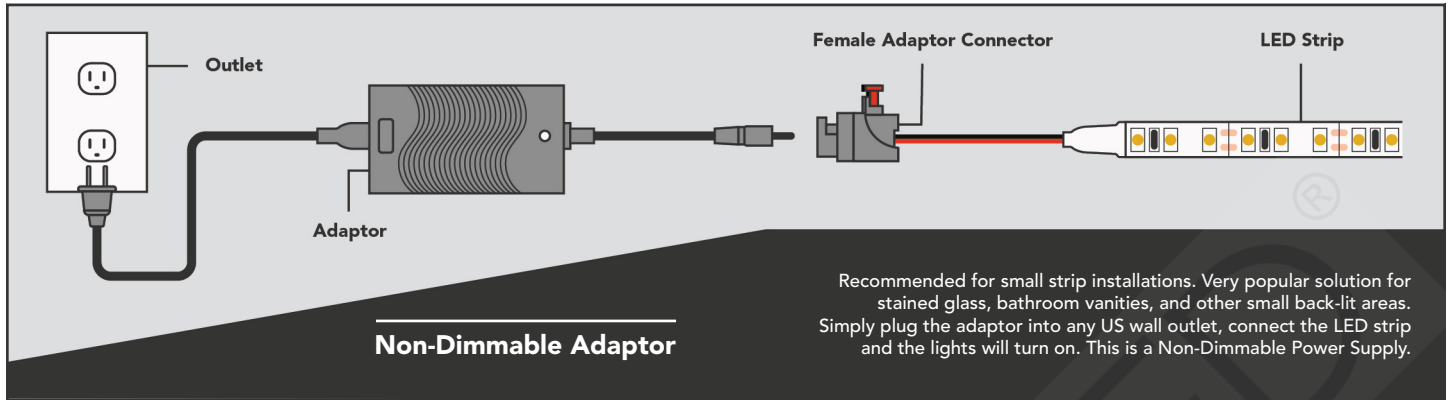 Outlet
Adaptor
Female Adaptor Connector
LED Strip
Non-Dimmable Adaptor
Recommended for small strip installations. Very popular solution for
stained glass, bathroom vanities, and other small back-lit areas.
Simply plug the adaptor into any US wall outlet, connect the LED strip
and the lights will turn on. This is a Non-Dimmable Power Supply.
®